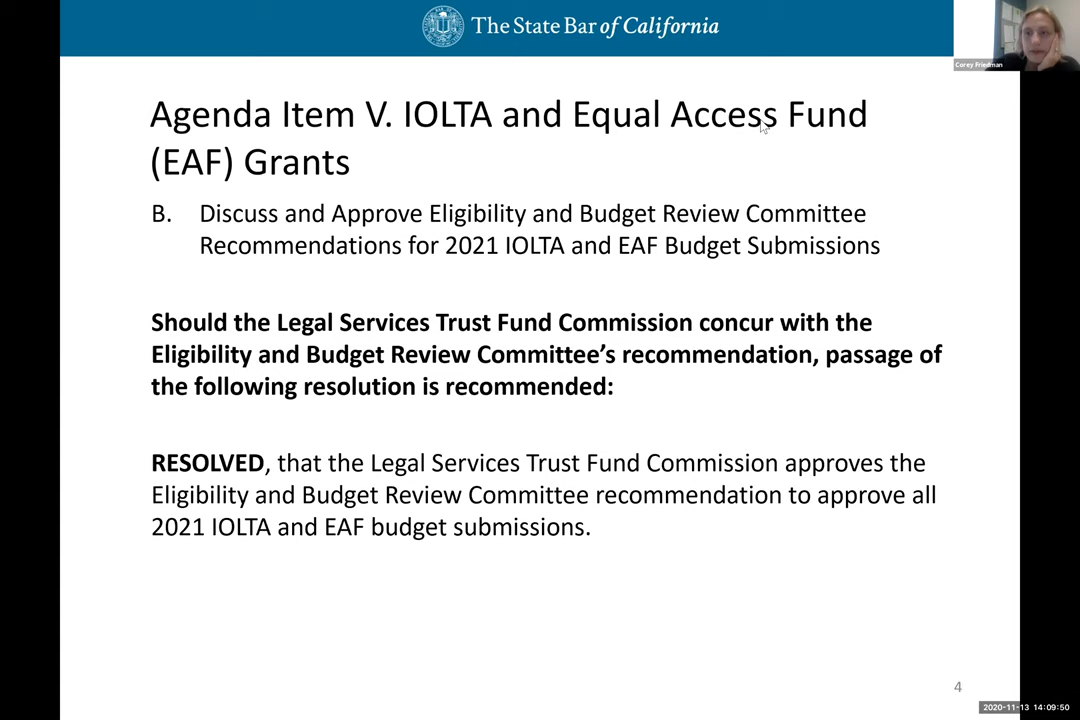 The State Bar of California
Corey Friedman
Agenda Item V. IOLTA and Equal Access Fund
(EAF) Grants
B. Discuss and Approve Eligibility and Budget Review Committee
Recommendations for 2021 IOLTA and EAF Budget Submissions
Should the Legal Services Trust Fund Commission concur with the
Eligibility and Budget Review Committee’s recommendation, passage of
the following resolution is recommended:
RESOLVED, that the Legal Services Trust Fund Commission approves the
Eligibility and Budget Review Committee recommendation to approve all
2021 IOLTA and EAF budget submissions.
4
2020-11-13 14:09:50